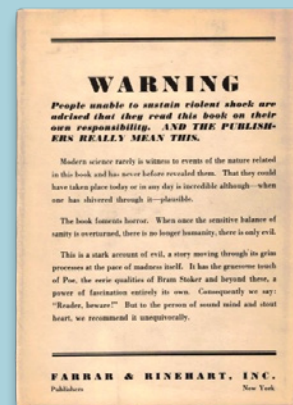 WARNING
People unable to sustain violent shock are
advised that they read this book on their
own responsibility. AND THE PUBLISH-
ERS REALLY MEAN THIS.
Modern science rarely is witness to events of the nature related
in this book and has never before revealed them. That they could
have taken place today or in any day is incredible although—when
one has shivered through it—plausible.
The book foments horror. When once the sensitive balance of
sanity is overturned, there is no longer humanity, there is only evil.
This is a stark account of evil, a story moving through its grim
processes at the pace of madness itself. It has the gruesome touch
of Poe, the eerie qualities of Bram Stoker and beyond these, a
power of fascination entirely its own. Consequently we say:
"Reader, beware!" But to the person of sound mind and stout
heart, we recommend it unequivocally.
FARRAR & RINEHART, INC.
Publishers New York